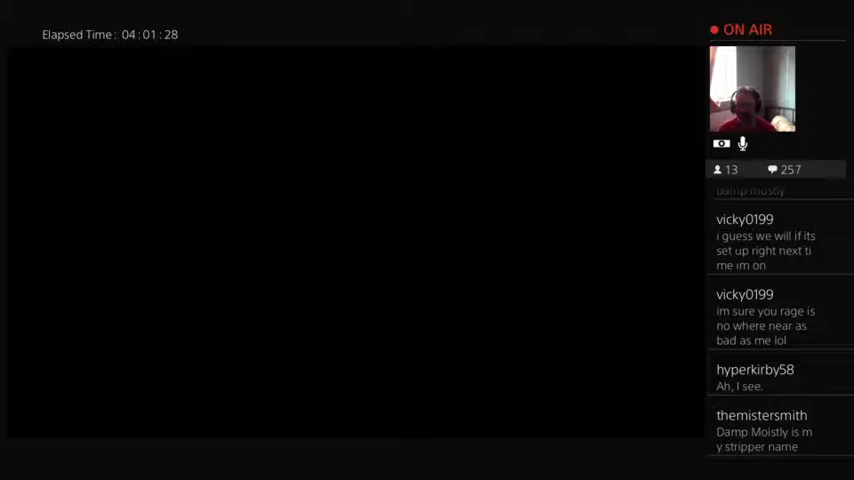 Elapsed Time: 04:01:28
ON AIR
13 257
damp mustly
vicky0199
i guess we will if its
set up right next ti
me im on
vicky0199
im sure you rage is
no where near as
bad as me lol
hyperkirby58
Ah, I see.
themistersmith
Damp Moistly is m
y stripper name